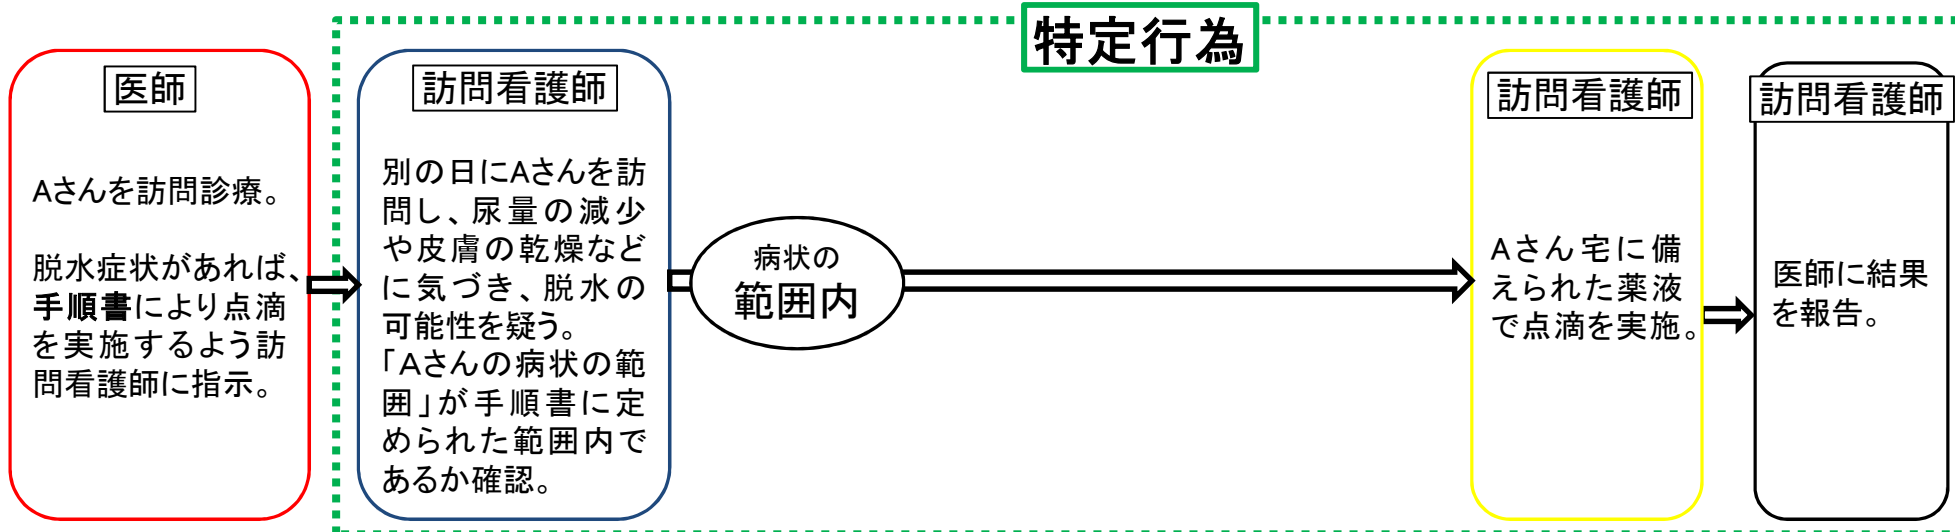 特定行為
医師
Aさんを訪問診療。
脱水症状があれば、
手順書により点滴
を実施するよう訪
問看護師に指示。
訪問看護師
別の日にAさんを訪
問し、尿量の減少
や皮膚の乾燥など
に気づき、脱水の
可能性を疑う。
「Aさんの病状の範
囲」が手順書に定
められた範囲内で
あるか確認。
病状の
範囲内
訪問看護師
Aさん宅に備
えられた薬液
で点滴を実施。
訪問看護師
医師に結果
を報告。